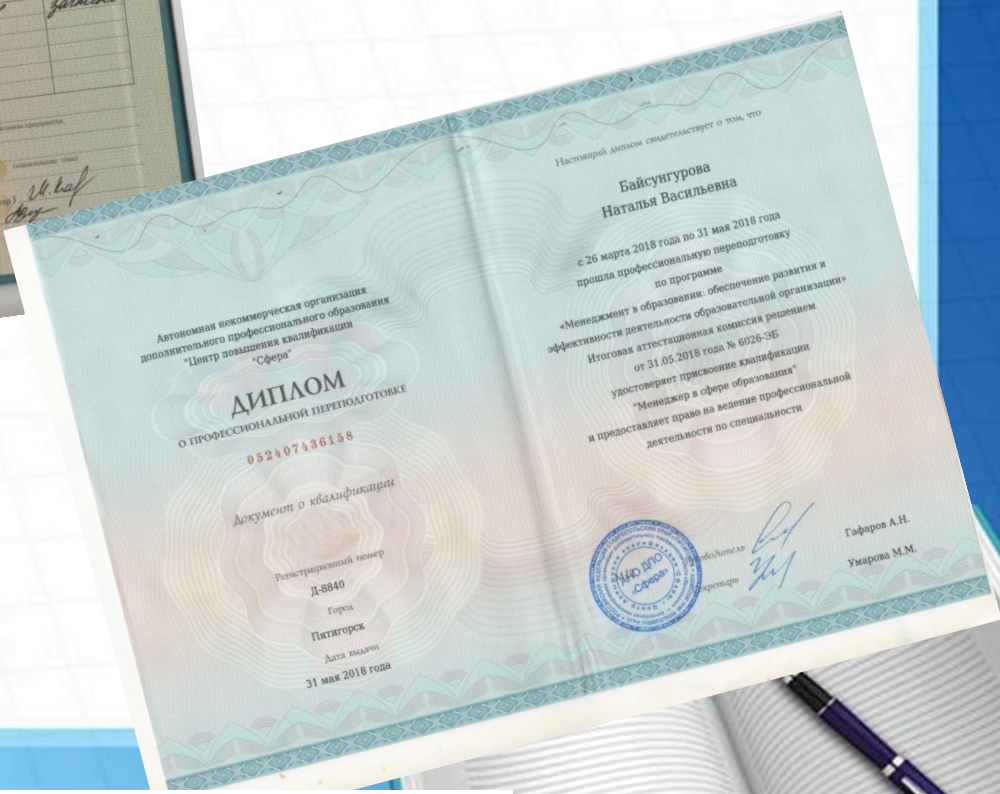 зачтено
(наименование темы)
Автономная некоммерческая организация
дополнительного профессионального образования
"Центр повышения квалификации
"Сфера"
ДИПЛОМ
О ПРОФЕССИОНАЛЬНОЙ ПЕРЕПОДГОТОВКЕ
052407436158
Документ о квалификации
Регистрационный номер
Д-8840
Город
Пятигорск
Дата выдачи
31 мая 2018 года
Настоящий диплом свидетельствует о том, что
Байсунгурова
Наталья Васильевна
с 26 марта 2018 года по 31 мая 2018 года
прошла профессиональную переподготовку
по программе
«Менеджмент в образовании: обеспечение развития и
эффективности деятельности образовательной организации»
Итоговая аттестационная комиссия решением
от 31.05.2018 года № 6026-ЭБ
удостоверяет присвоение квалификации
"Менеджер в сфере образования"
и предоставляет право на ведение профессиональной
деятельности по специальности
Гафаров А.Н.
Умарова М.М.
АНО ДПО
«Сфера»